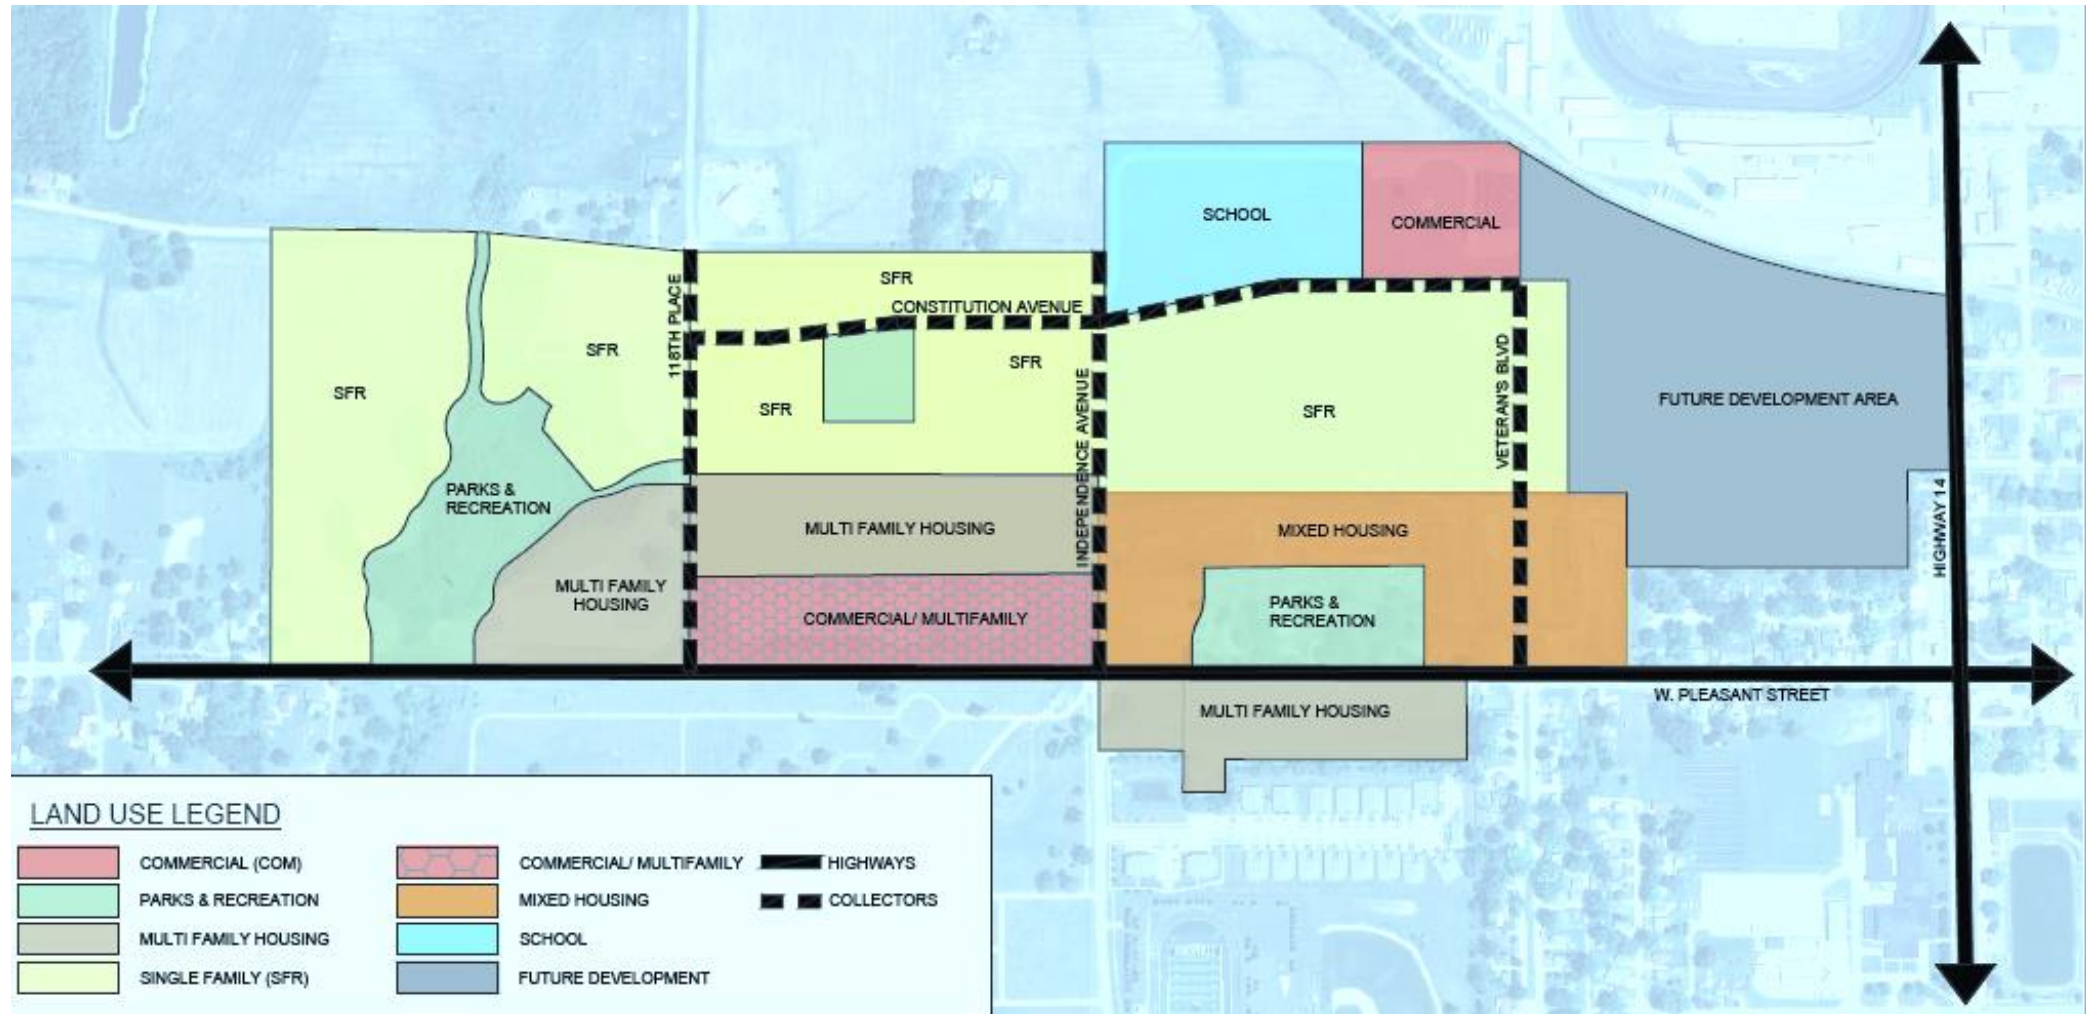 SCHOOL
COMMERCIAL
SFR
CONSTITUTION AVENUE
118TH PLACE
SFR
SFR
SFR
SFR
SFR
INDEPENDENCE AVENUE
VETERAN'S BLVD
FUTURE DEVELOPMENT AREA
HIGHWAY 14
PARKS &
RECREATION
MULTI FAMILY HOUSING
MIXED HOUSING
MULTI FAMILY
HOUSING
COMMERCIAL/ MULTIFAMILY
PARKS &
RECREATION
W. PLEASANT STREET
MULTI FAMILY HOUSING
LAND USE LEGEND
COMMERCIAL (COM)
PARKS & RECREATION
MULTI FAMILY HOUSING
SINGLE FAMILY (SFR)
COMMERCIAL/ MULTIFAMILY
MIXED HOUSING
SCHOOL
FUTURE DEVELOPMENT
HIGHWAYS
COLLECTORS